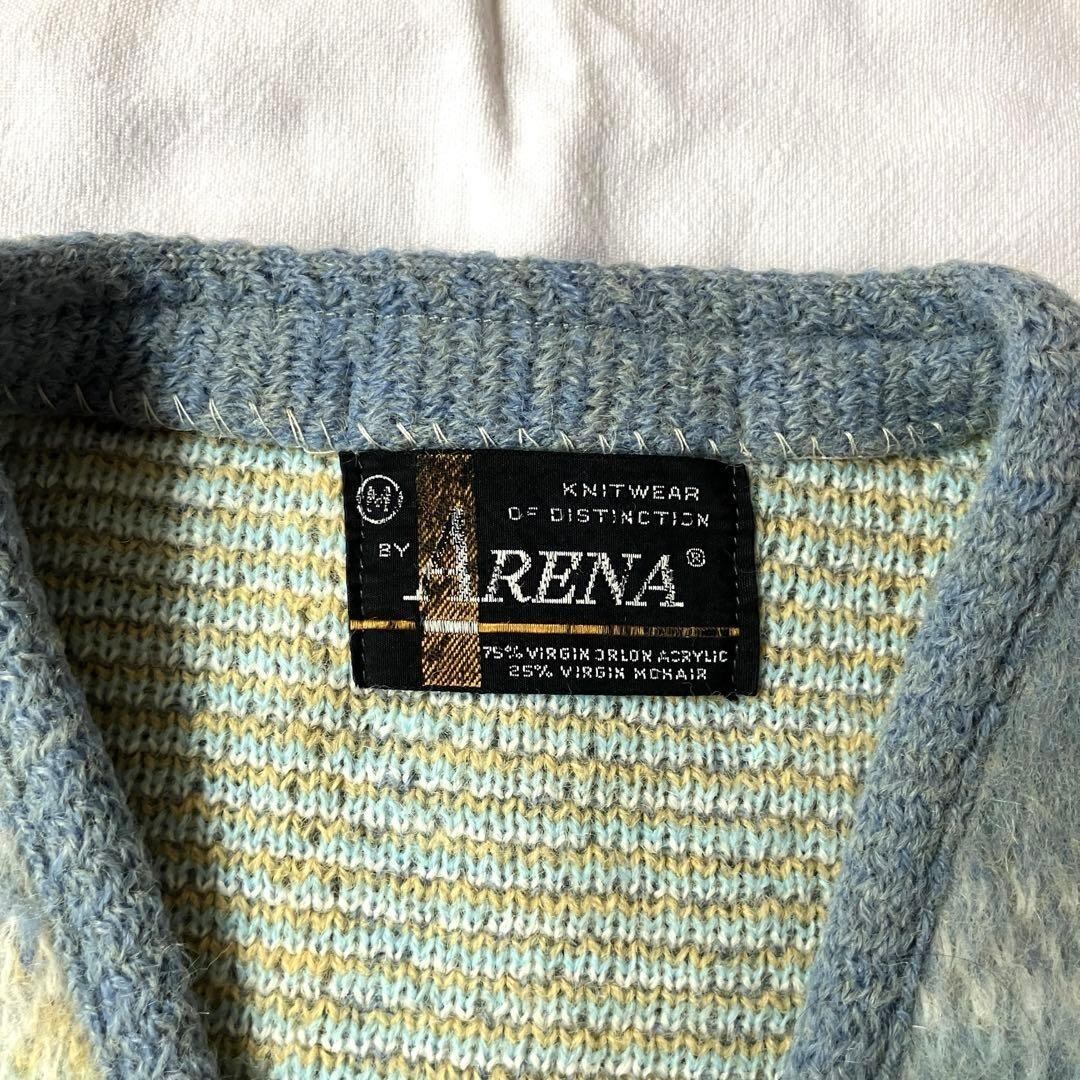 M
KNITWEAR
OF DISTINCTION
BY ARENA®
75% VIRGIN ORLON ACRYLIC
25% VIRGIN MOHAIR